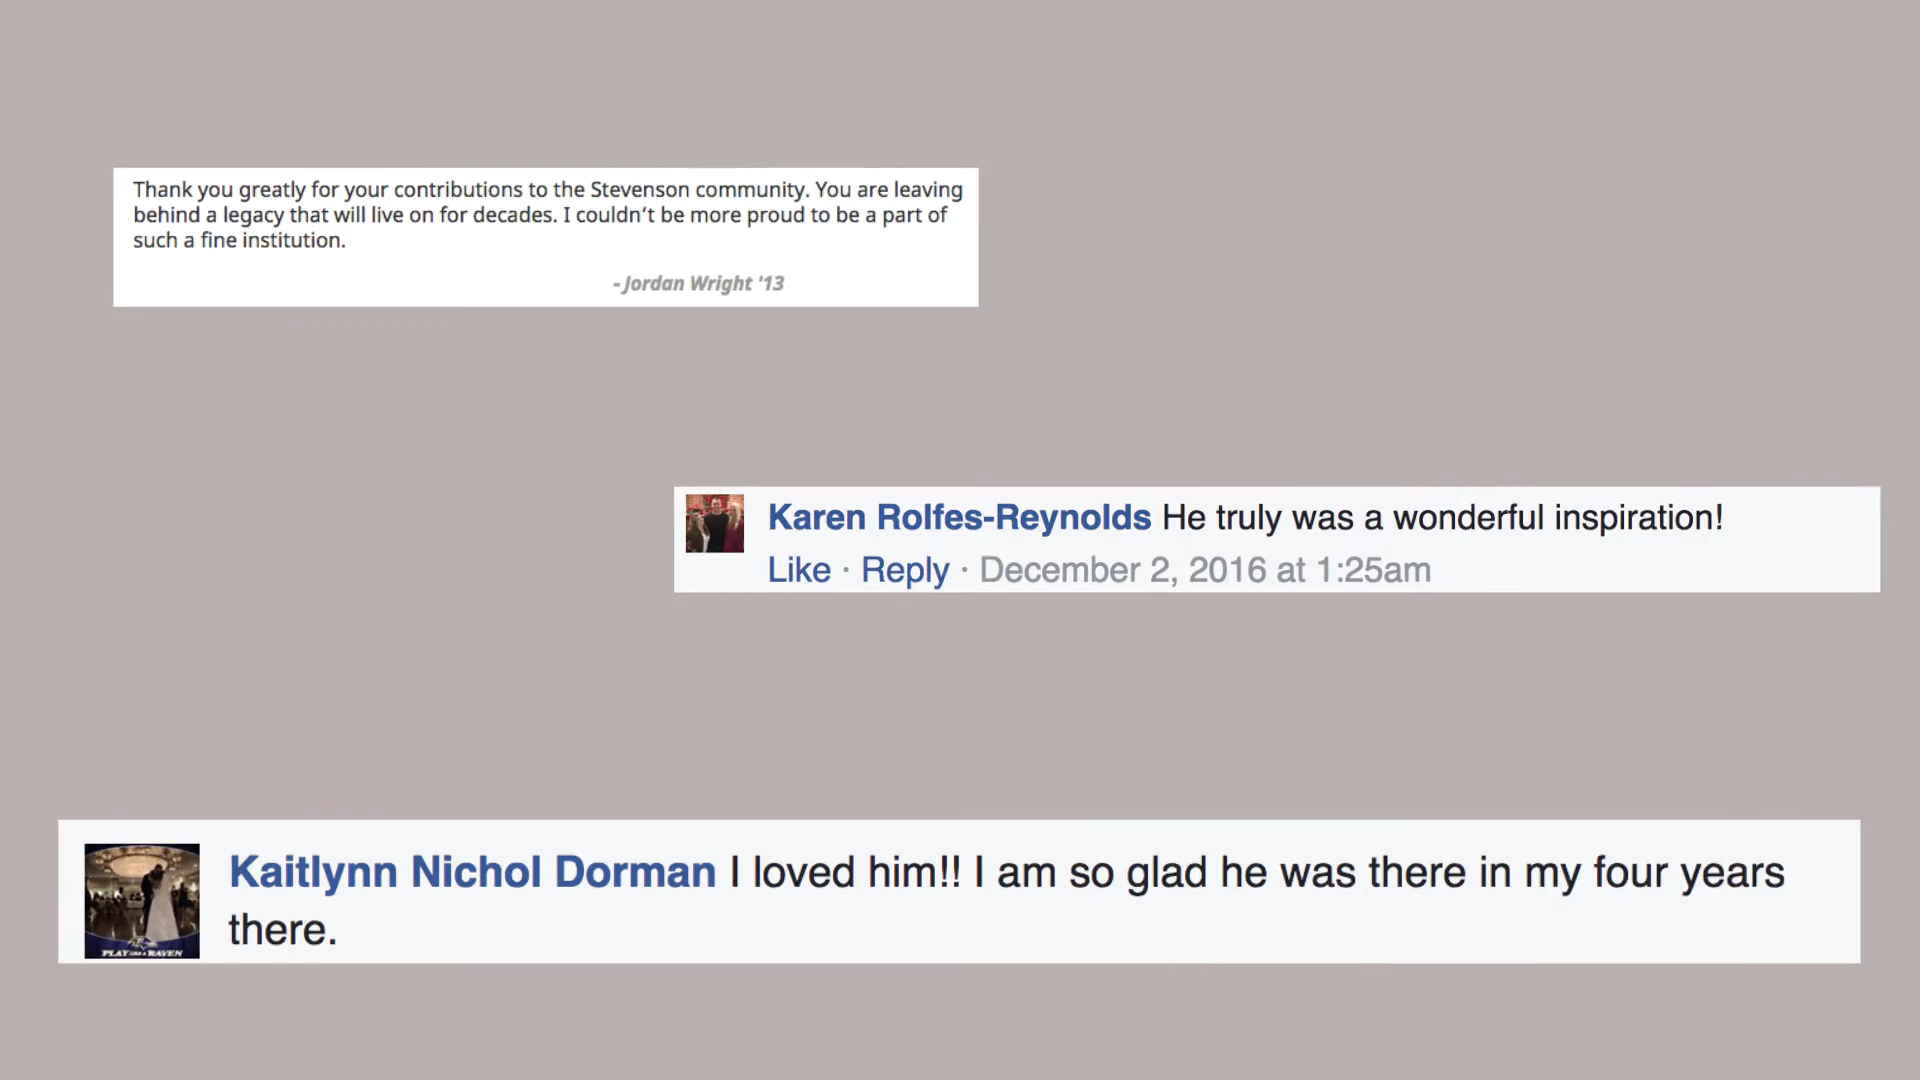 Thank you greatly for your contributions to the Stevenson community. You are leaving
behind a legacy that will live on for decades. I couldn't be more proud to be a part of
such a fine institution.
- Jordan Wright '13
Karen Rolfes-Reynolds He truly was a wonderful inspiration!
Like · Reply · December 2, 2016 at 1:25am
Kaitlynn Nichol Dorman I loved him!! I am so glad he was there in my four years
there.
PLAY LIKE A RAVEN